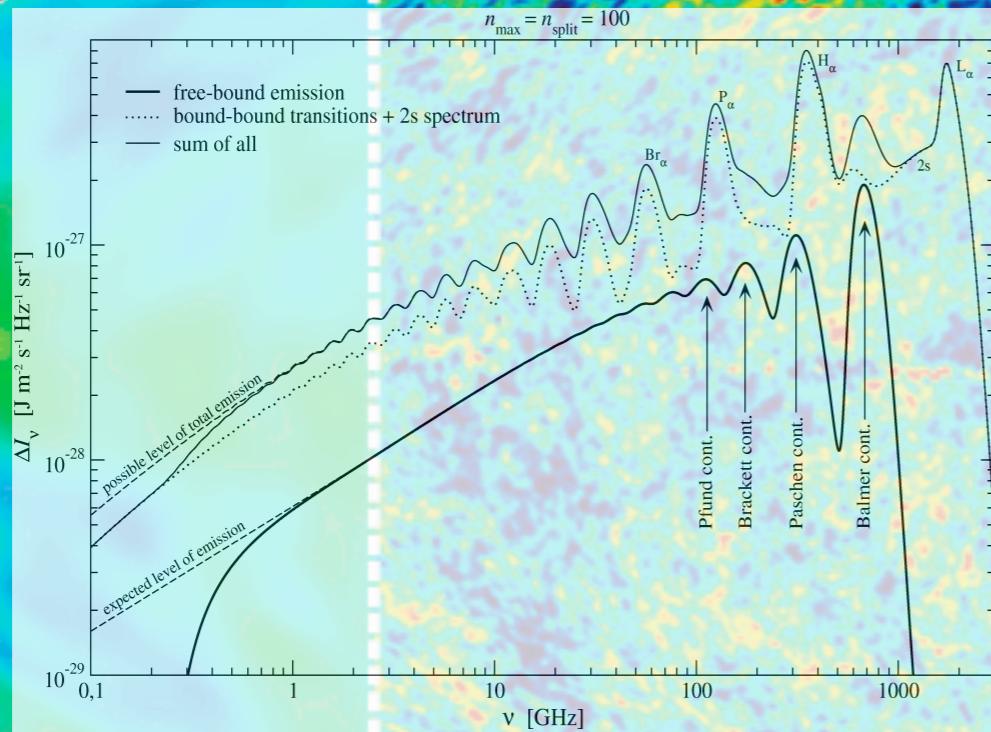 n_max = n_split = 100
free-bound emission
bound-bound transitions + 2s spectrum
sum of all
ΔI_ν [J m⁻² s⁻¹ Hz⁻¹ sr⁻¹]
10⁻²⁷
10⁻²⁸
10⁻²⁹
possible level of total emission
expected level of emission
Br_α
P_α
H_α
L_α
2s
Pfund cont.
Brackett cont.
Paschen cont.
Balmer cont.
0,1 1 10 100 1000
ν [GHz]